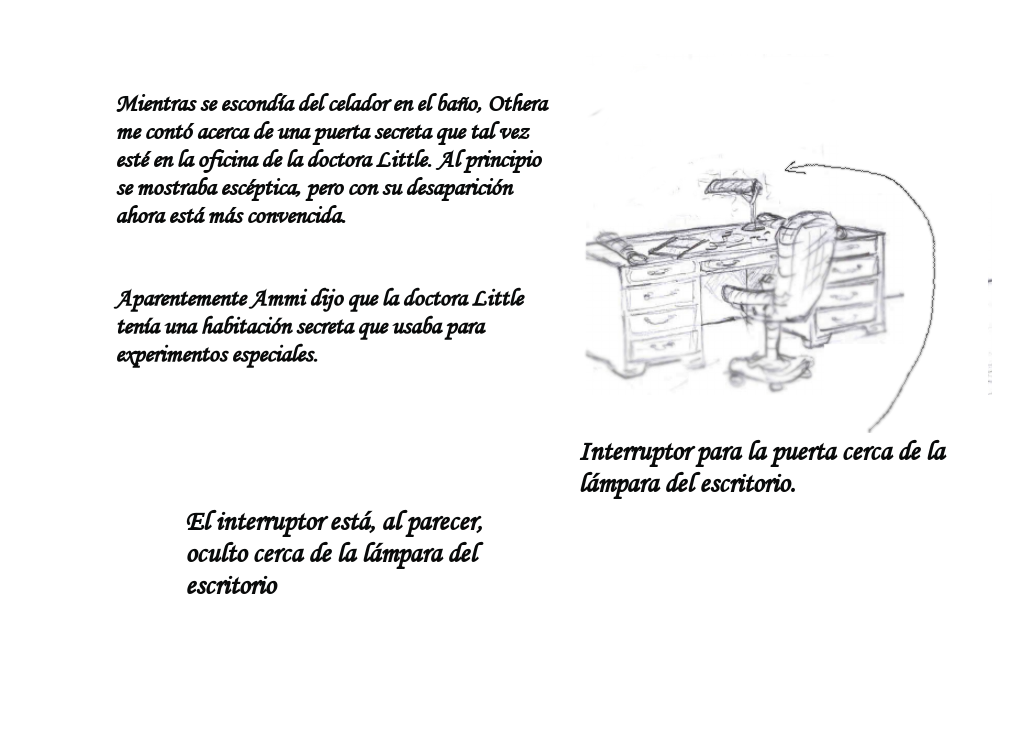 Mientras se escondía del celador en el baño, Othera
me contó acerca de una puerta secreta que tal vez
esté en la oficina de la doctora Little. Al principio
se mostraba escéptica, pero con su desaparición
ahora está más convencida.
Aparentemente Ammi dijo que la doctora Little
tenía una habitación secreta que usaba para
experimentos especiales.
Interruptor para la puerta cerca de la
lámpara del escritorio.
El interruptor está, al parecer,
oculto cerca de la lámpara del
escritorio